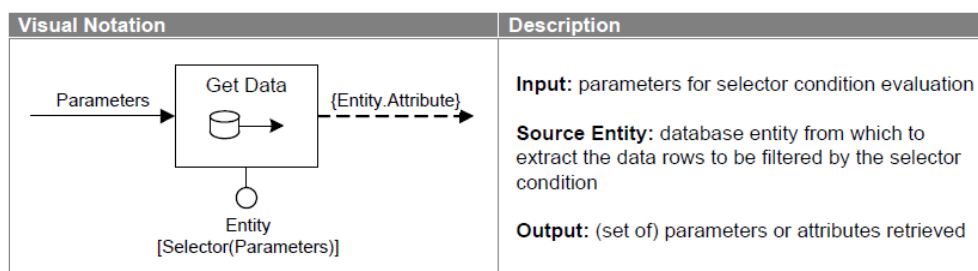 Visual Notation
Description
Get Data
Parameters
{Entity.Attribute}
Entity
[Selector(Parameters)]
Input: parameters for selector condition evaluation
Source Entity: database entity from which to
extract the data rows to be filtered by the selector
condition
Output: (set of) parameters or attributes retrieved